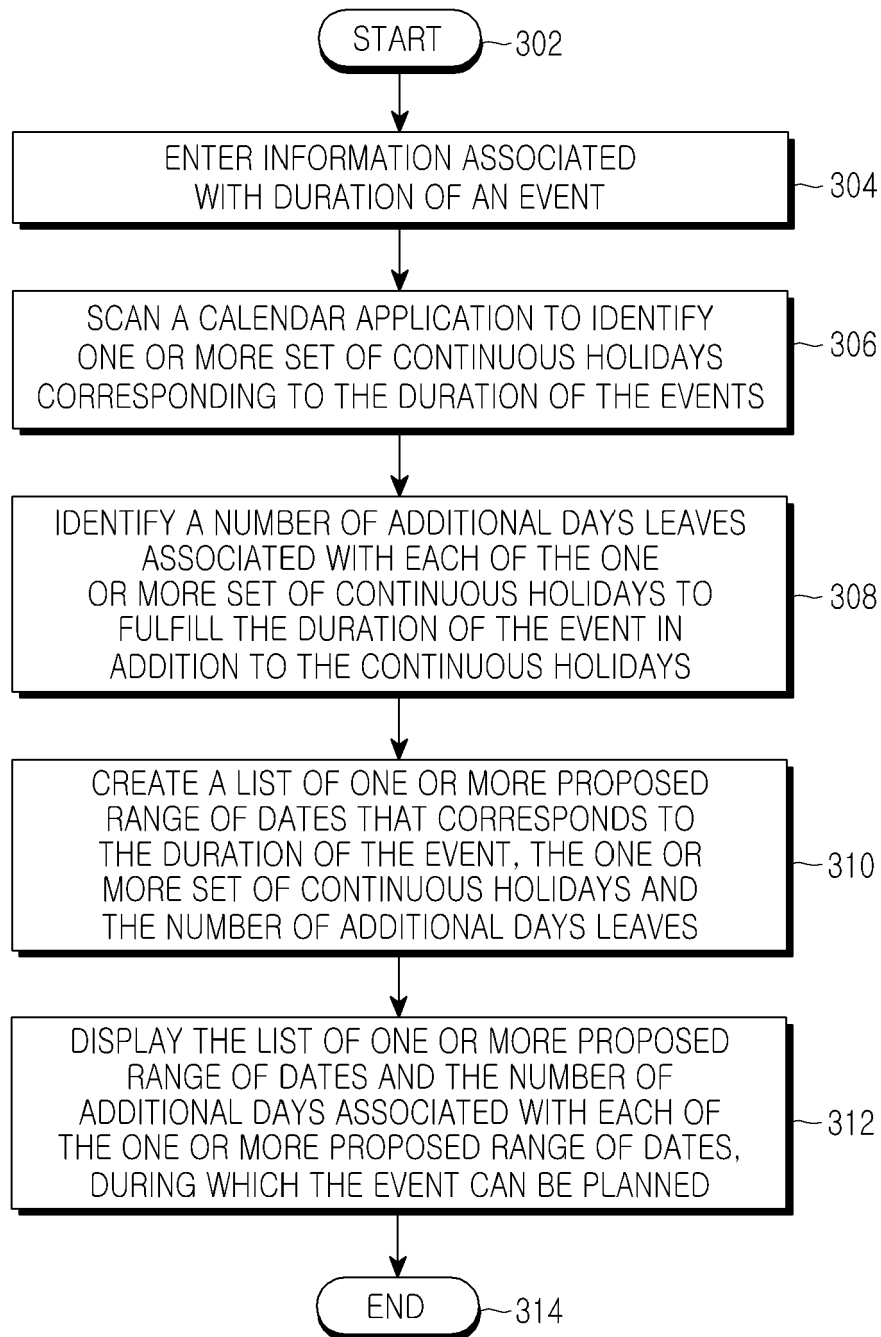 START
302
ENTER INFORMATION ASSOCIATED
WITH DURATION OF AN EVENT
304
SCAN A CALENDAR APPLICATION TO IDENTIFY
ONE OR MORE SET OF CONTINUOUS HOLIDAYS
CORRESPONDING TO THE DURATION OF THE EVENTS
306
IDENTIFY A NUMBER OF ADDITIONAL DAYS LEAVES
ASSOCIATED WITH EACH OF THE ONE
OR MORE SET OF CONTINUOUS HOLIDAYS TO
FULFILL THE DURATION OF THE EVENT IN
ADDITION TO THE CONTINUOUS HOLIDAYS
308
CREATE A LIST OF ONE OR MORE PROPOSED
RANGE OF DATES THAT CORRESPONDS TO
THE DURATION OF THE EVENT, THE ONE OR
MORE SET OF CONTINUOUS HOLIDAYS AND
THE NUMBER OF ADDITIONAL DAYS LEAVES
310
DISPLAY THE LIST OF ONE OR MORE PROPOSED
RANGE OF DATES AND THE NUMBER OF
ADDITIONAL DAYS ASSOCIATED WITH EACH OF
THE ONE OR MORE PROPOSED RANGE OF DATES,
DURING WHICH THE EVENT CAN BE PLANNED
312
END
314